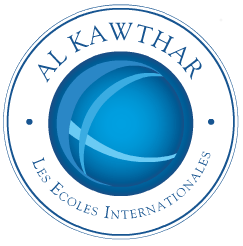 AL KAWTHAR
LES ECOLES INTERNATIONALES